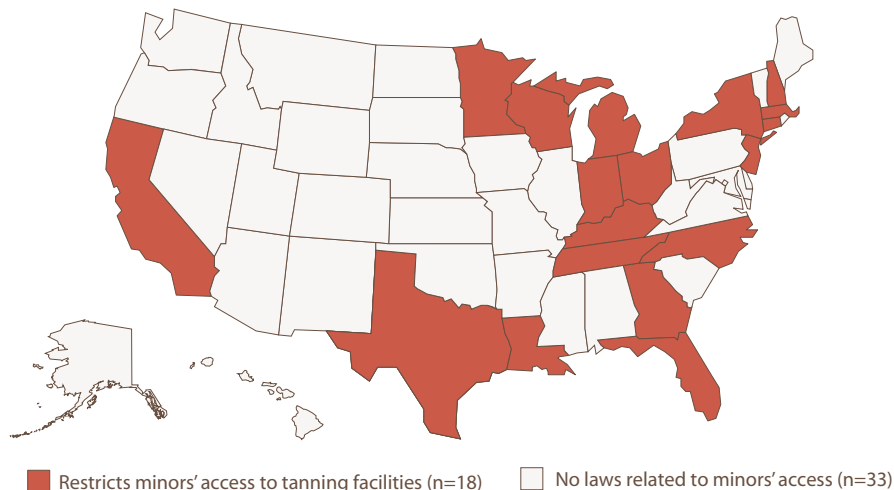 Restricts minors’ access to tanning facilities (n=18)
No laws related to minors’ access (n=33)